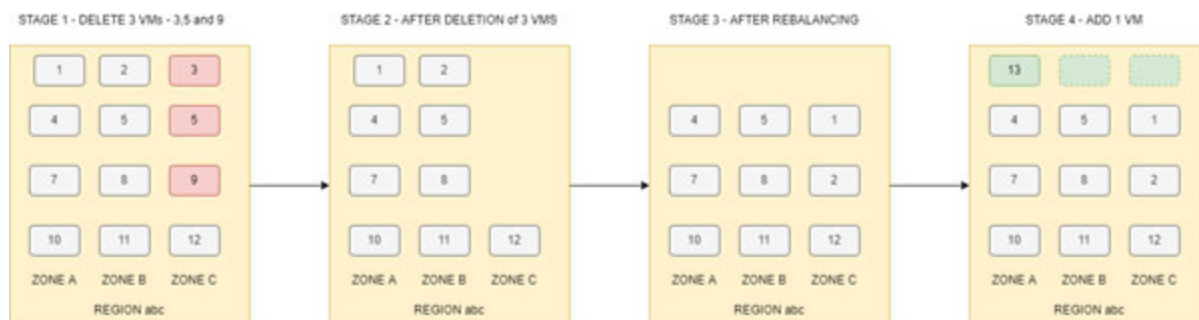 STAGE 1 - DELETE 3 VMs - 3,5 and 9
1 2 3
4 5 5
7 8 9
10 11 12
ZONE A ZONE B ZONE C
REGION abc
STAGE 2 - AFTER DELETION of 3 VMS
1 2
4 5
7 8
10 11 12
ZONE A ZONE B ZONE C
REGION abc
STAGE 3 - AFTER REBALANCING
4 5 1
7 8 2
10 11 12
ZONE A ZONE B ZONE C
REGION abc
STAGE 4 - ADD 1 VM
13
4 5 1
7 8 2
10 11 12
ZONE A ZONE B ZONE C
REGION abc